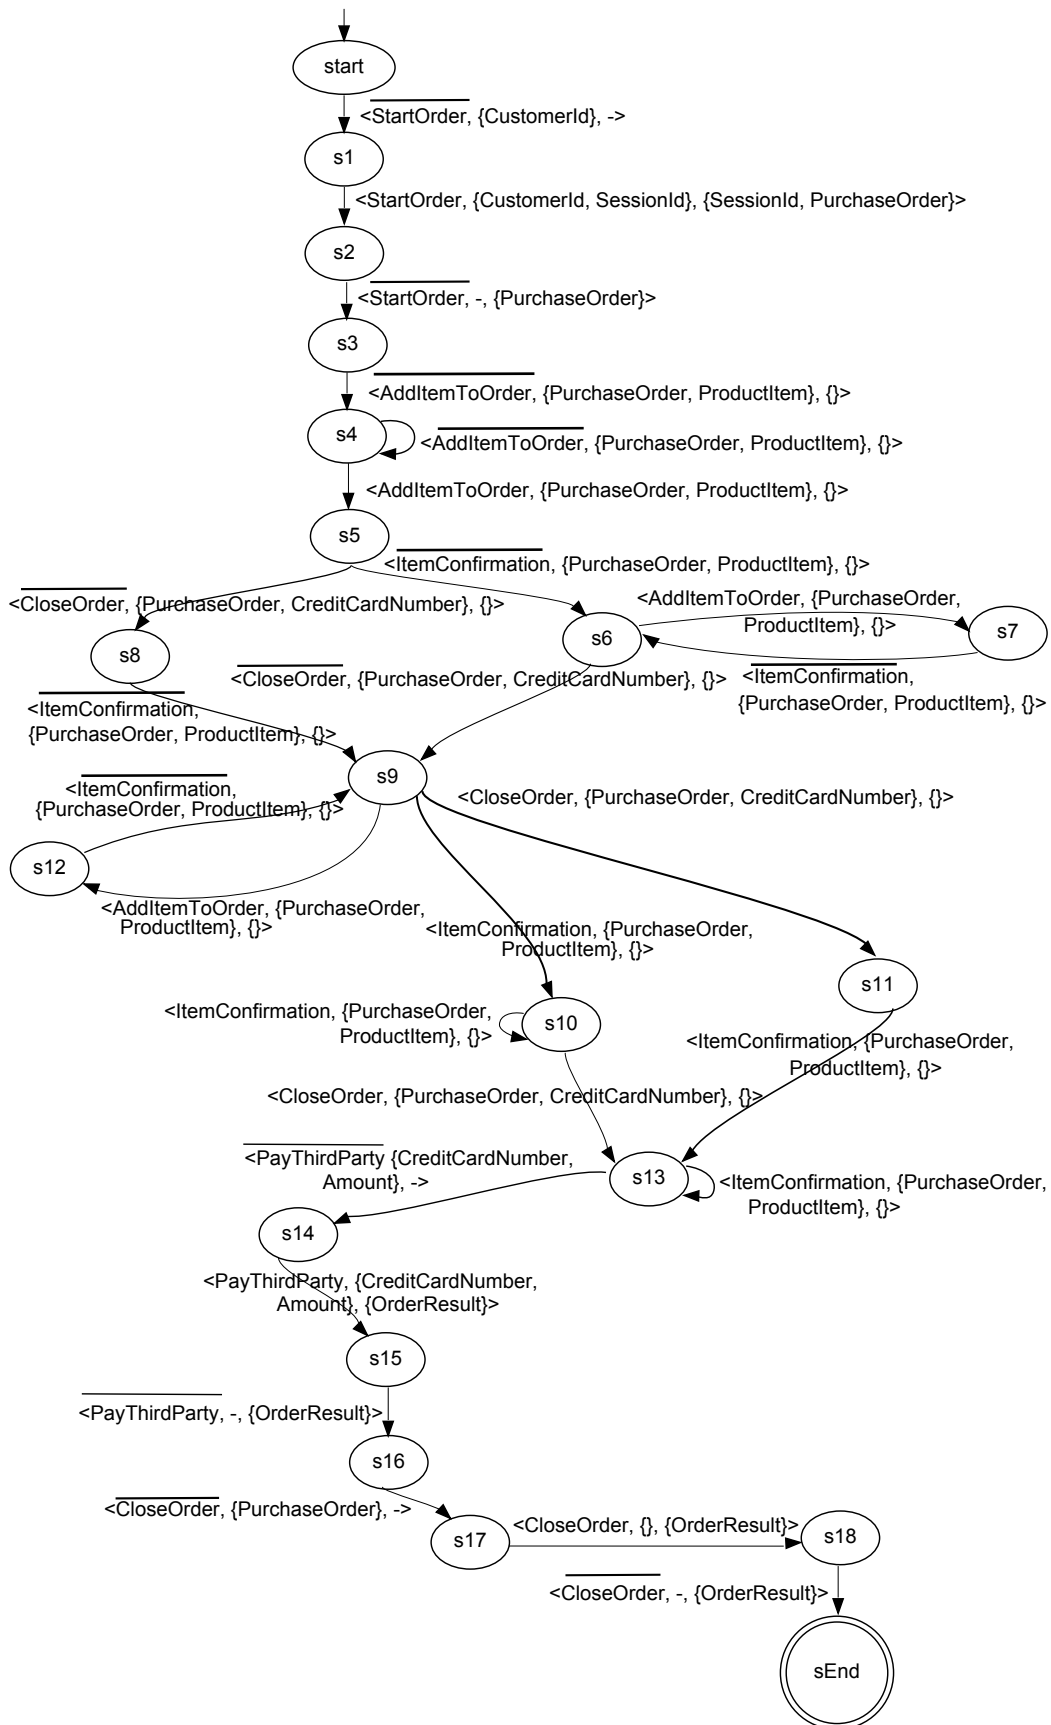 start
<StartOrder, {CustomerId}, ->
s1
<StartOrder, {CustomerId, SessionId}, {SessionId, PurchaseOrder}>
s2
<StartOrder, -, {PurchaseOrder}>
s3
<AddItemToOrder, {PurchaseOrder, ProductItem}, {}>
s4
<AddItemToOrder, {PurchaseOrder, ProductItem}, {}>
<AddItemToOrder, {PurchaseOrder, ProductItem}, {}>
s5
<ItemConfirmation, {PurchaseOrder, ProductItem}, {}>
<CloseOrder, {PurchaseOrder, CreditCardNumber}, {}>
<AddItemToOrder, {PurchaseOrder,
ProductItem}, {}>
s6
s7
s8
<CloseOrder, {PurchaseOrder, CreditCardNumber}, {}>
<ItemConfirmation,
{PurchaseOrder, ProductItem}, {}>
<ItemConfirmation,
{PurchaseOrder, ProductItem}, {}>
s9
<ItemConfirmation,
{PurchaseOrder, ProductItem}, {}>
<CloseOrder, {PurchaseOrder, CreditCardNumber}, {}>
s12
<AddItemToOrder, {PurchaseOrder,
ProductItem}, {}>
<ItemConfirmation, {PurchaseOrder,
ProductItem}, {}>
s11
<ItemConfirmation, {PurchaseOrder,
ProductItem}, {}>
s10
<ItemConfirmation, {PurchaseOrder,
ProductItem}, {}>
<CloseOrder, {PurchaseOrder, CreditCardNumber}, {}>
<PayThirdParty {CreditCardNumber,
Amount}, ->
s13
<ItemConfirmation, {PurchaseOrder,
ProductItem}, {}>
s14
<PayThirdParty, {CreditCardNumber,
Amount}, {OrderResult}>
s15
<PayThirdParty, -, {OrderResult}>
s16
<CloseOrder, {PurchaseOrder}, ->
s17
<CloseOrder, {}, {OrderResult}>
s18
<CloseOrder, -, {OrderResult}>
sEnd